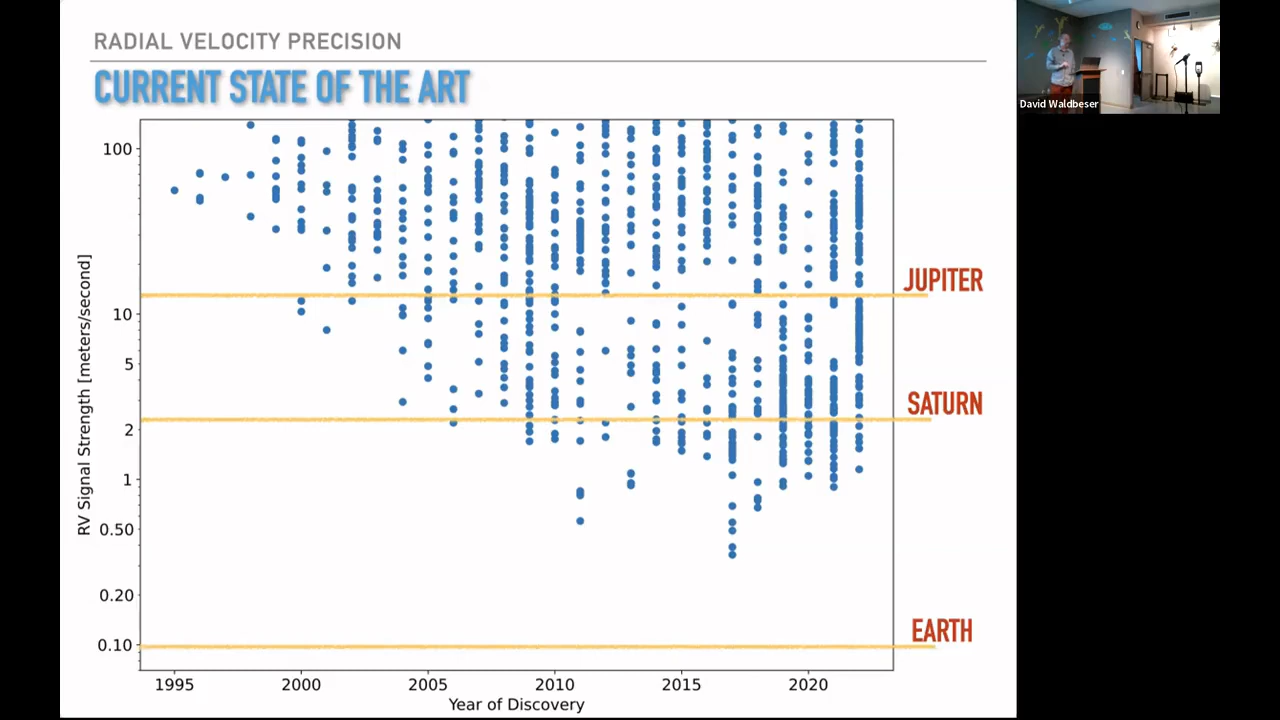 RADIAL VELOCITY PRECISION
CURRENT STATE OF THE ART
David Waldbeser
100
10
5
2
1
0.50
0.20
0.10
RV Signal Strength [meters/second]
JUPITER
SATURN
EARTH
1995 2000 2005 2010 2015 2020
Year of Discovery